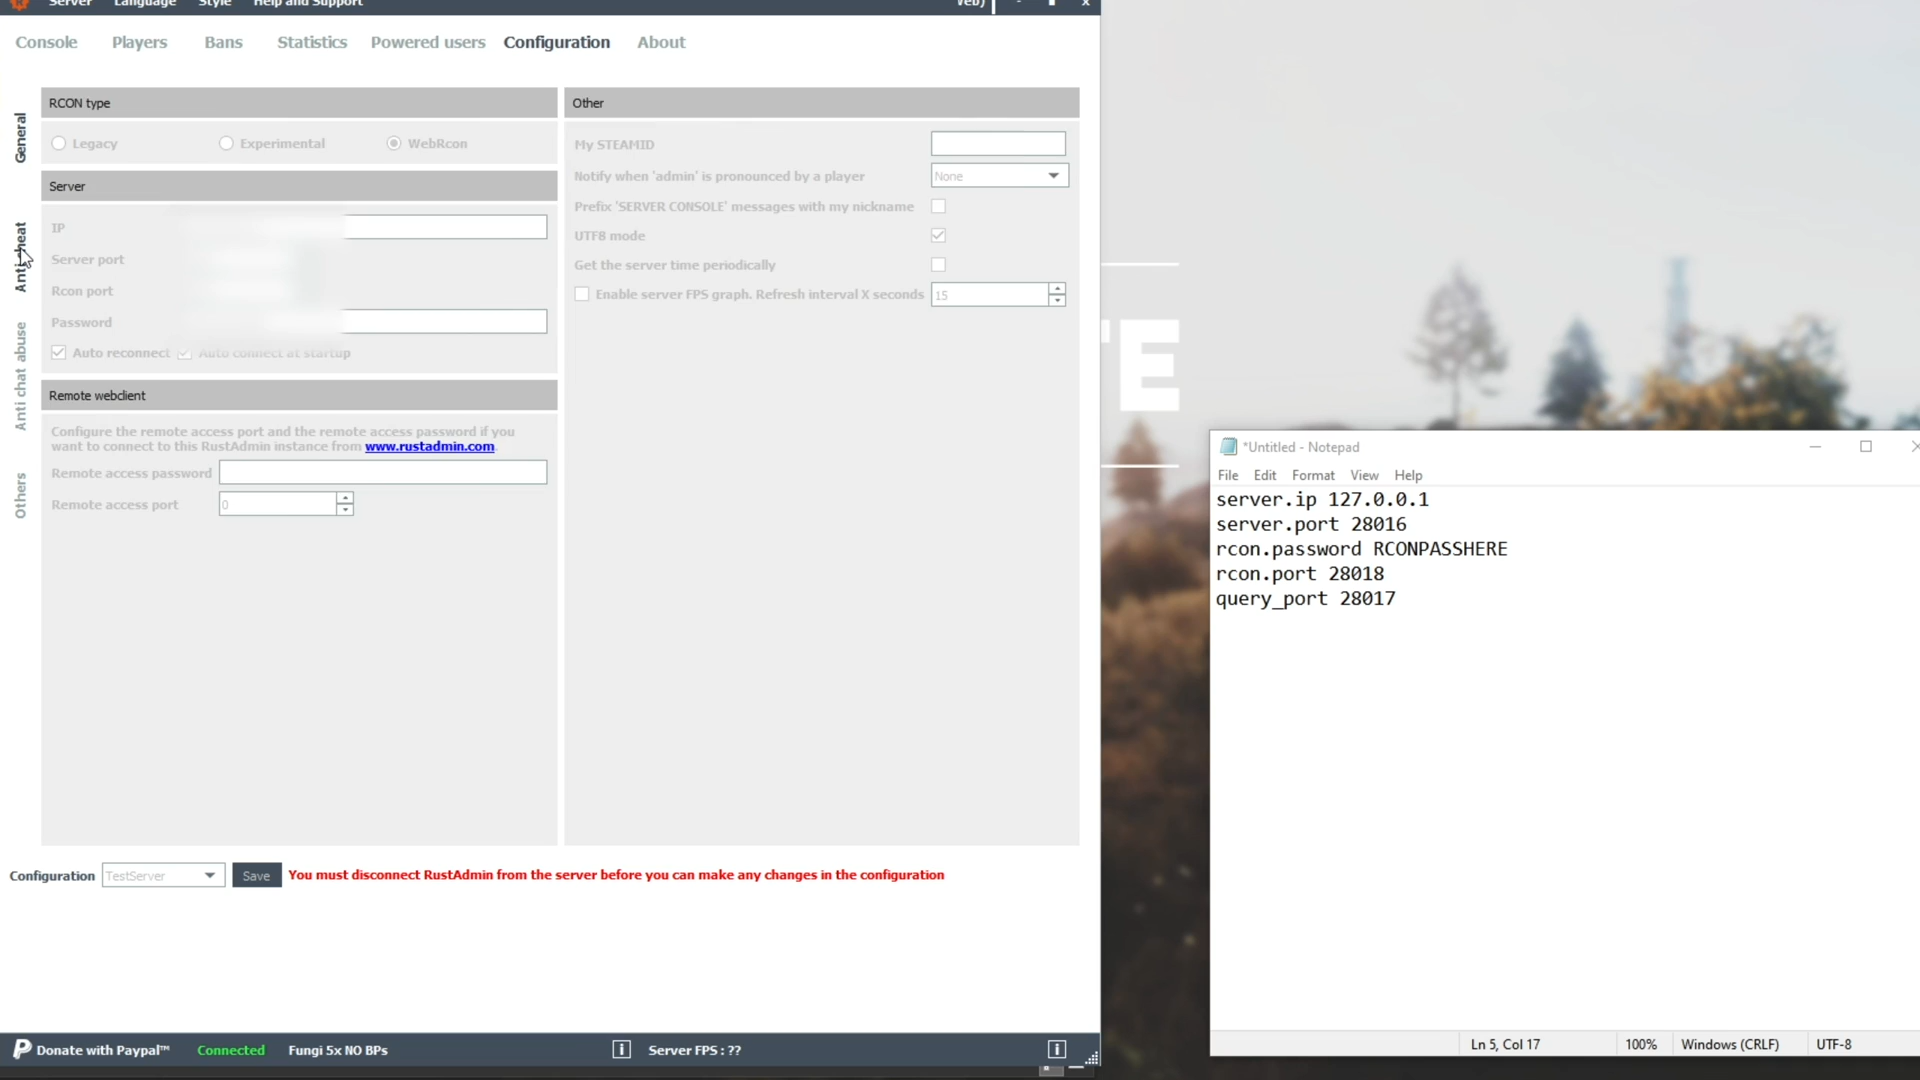 Server Language Style Help and Support Web)
Console Players Bans Statistics Powered users Configuration About
General
Anti cheat
Anti chat abuse
Others
RCON type
Legacy Experimental WebRcon
Server
IP
Server port
Rcon port
Password
Auto reconnect Auto connect at startup
Remote webclient
Configure the remote access port and the remote access password if you
want to connect to this RustAdmin instance from www.rustadmin.com.
Remote access password
Remote access port 0
Other
My STEAMID
Notify when 'admin' is pronounced by a player None
Prefix 'SERVER CONSOLE' messages with my nickname
UTF8 mode
Get the server time periodically
Enable server FPS graph. Refresh interval X seconds 15
Configuration TestServer Save You must disconnect RustAdmin from the server before you can make any changes in the configuration
Donate with Paypal™ Connected Fungi 5x NO BPs i Server FPS : ?? i
TE
*Untitled - Notepad
File Edit Format View Help
server.ip 127.0.0.1
server.port 28016
rcon.password RCONPASSHERE
rcon.port 28018
query_port 28017
Ln 5, Col 17 100% Windows (CRLF) UTF-8